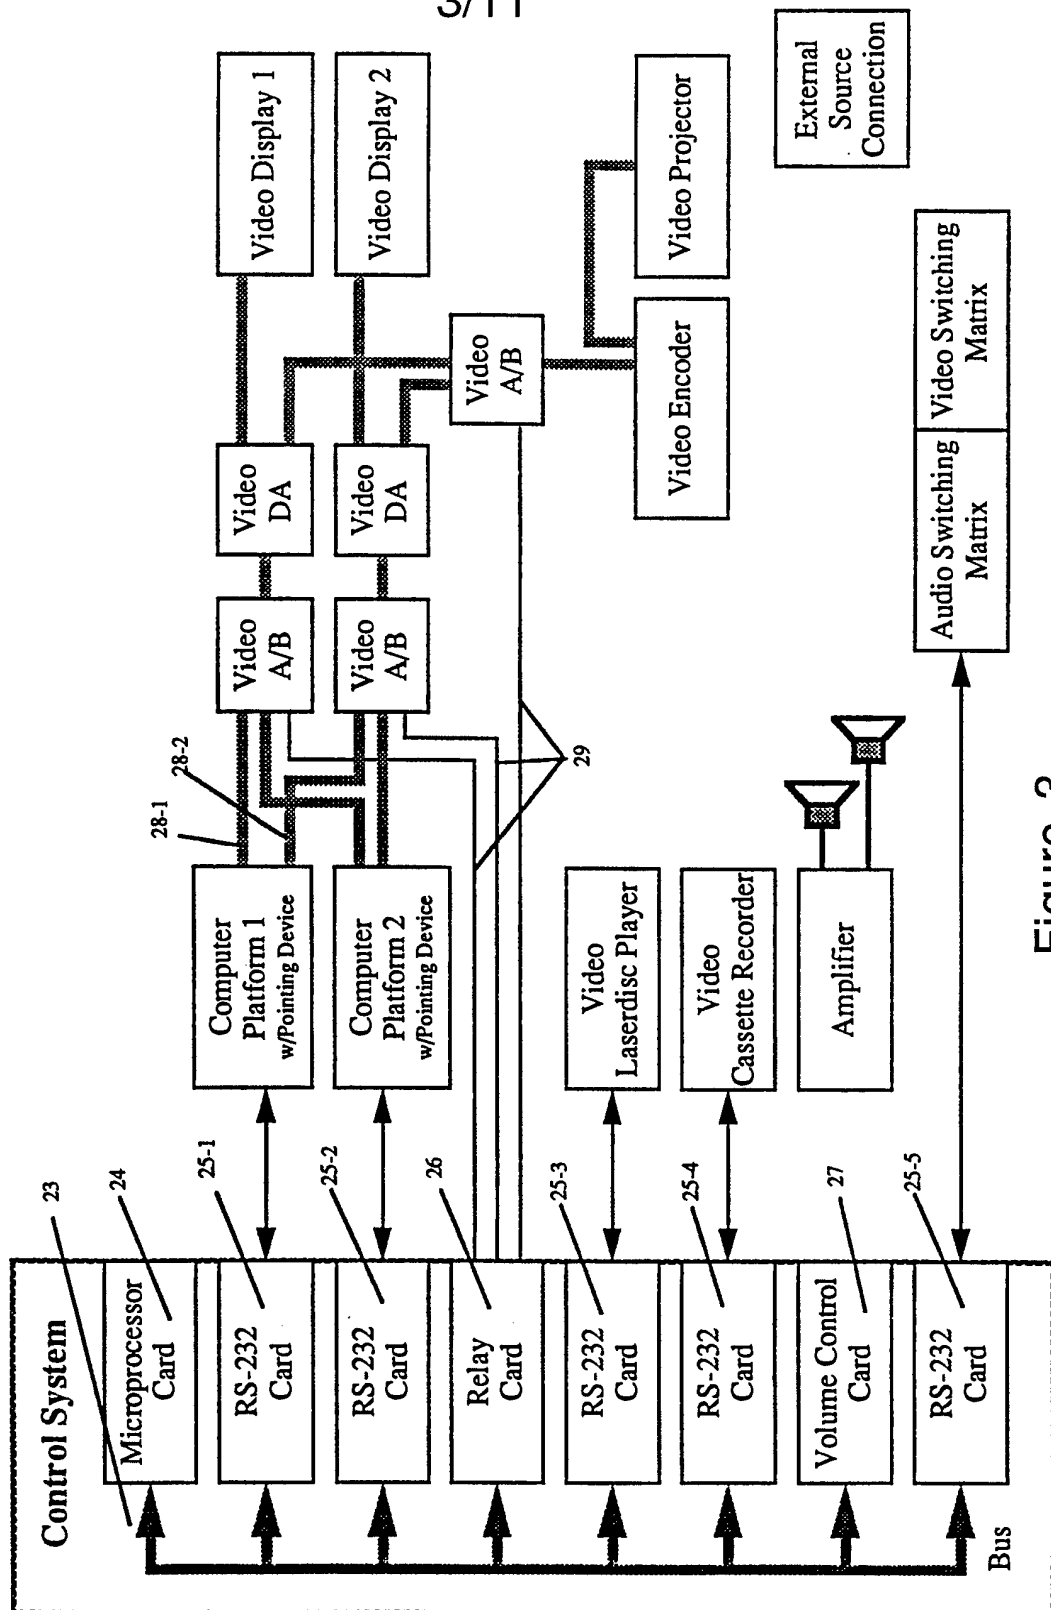 3/11
Control System
23
Microprocessor
Card
24
RS-232
Card
25-1
RS-232
Card
25-2
Relay
Card
26
RS-232
Card
25-3
RS-232
Card
25-4
Volume Control
Card
27
RS-232
Card
25-5
Bus
Computer
Platform 1
w/Pointing Device
28-1
28-2
Computer
Platform 2
w/Pointing Device
29
Video
Laserdisc Player
Video
Cassette Recorder
Amplifier
Video
A/B
Video
A/B
Video
DA
Video
DA
Video
A/B
Video Display 1
Video Display 2
Video Encoder
Video Projector
Audio Switching
Matrix
Video Switching
Matrix
External
Source
Connection
Figure